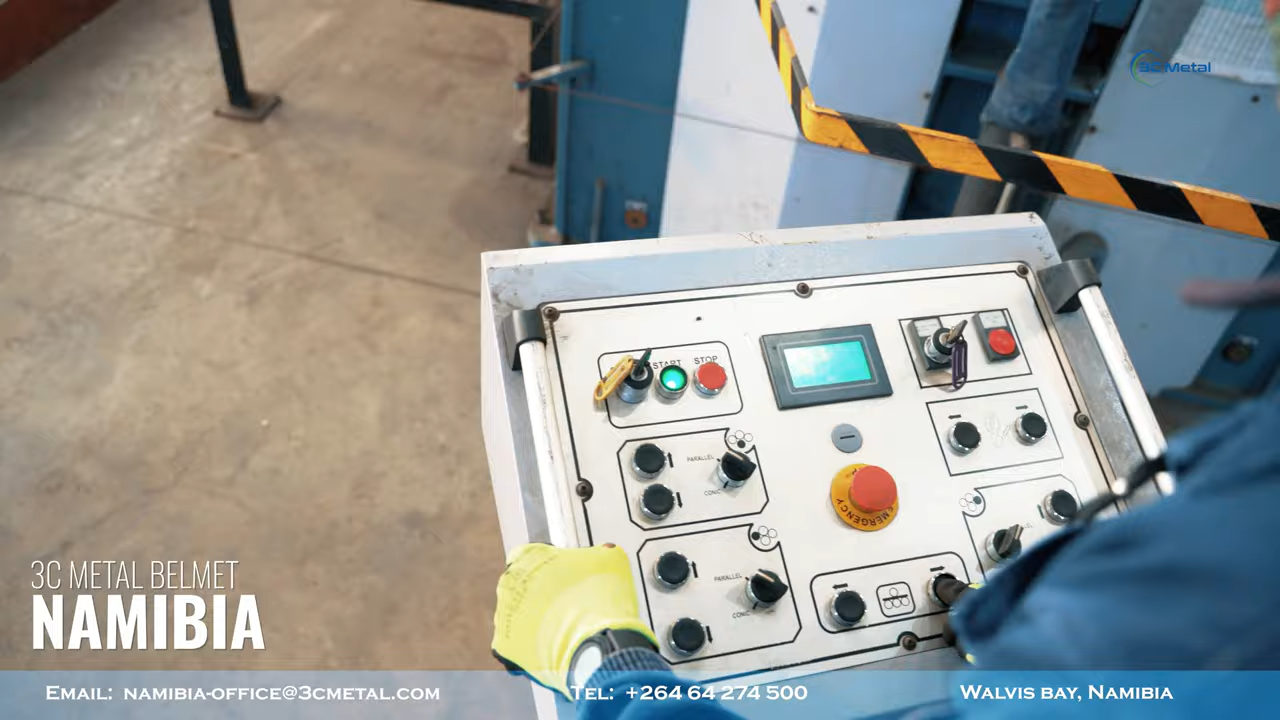 3C Metal
START STOP
PARALLEL
CONIC
EMERGENCY
PARALLEL
CONIC
3C METAL BELMET
NAMIBIA
EMAIL: NAMIBIA-OFFICE@3CMETAL.COM
TEL: +264 64 274 500
WALVIS BAY, NAMIBIA